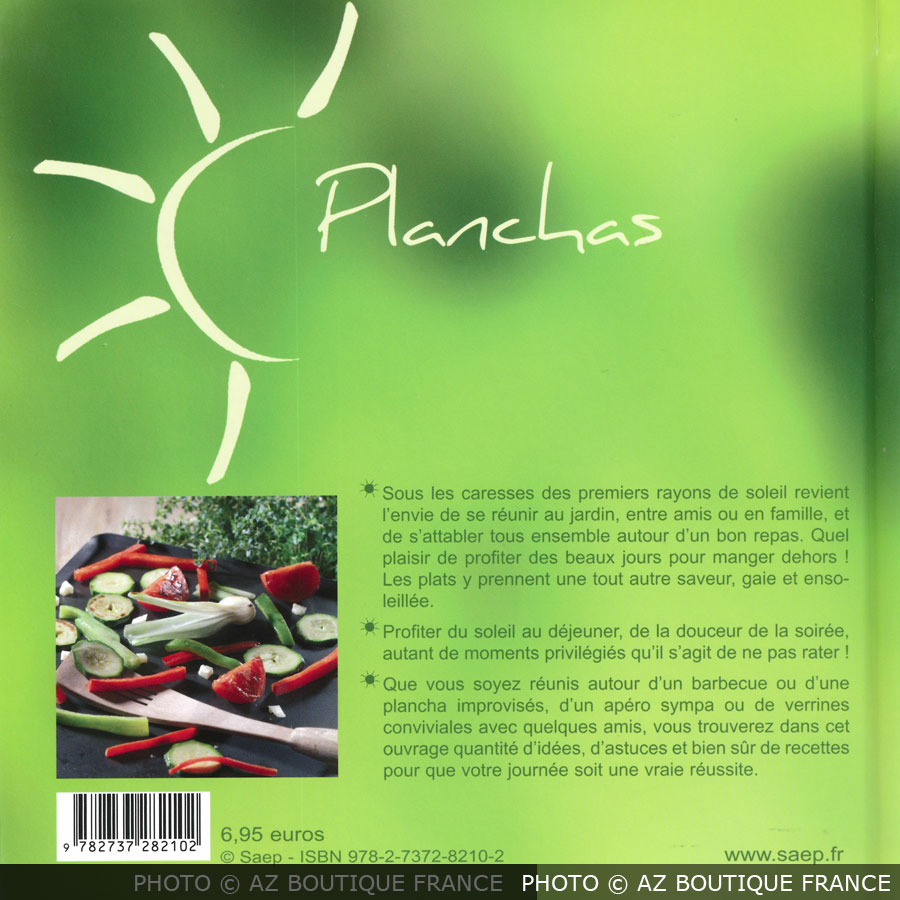 Planchas
Sous les caresses des premiers rayons de soleil revient
l'envie de se réunir au jardin, entre amis ou en famille, et
de s'attabler tous ensemble autour d'un bon repas. Quel
plaisir de profiter des beaux jours pour manger dehors !
Les plats y prennent une tout autre saveur, gaie et enso-
leillée.
Profiter du soleil au déjeuner, de la douceur de la soirée,
autant de moments privilégiés qu'il s'agit de ne pas rater !
Que vous soyez réunis autour d'un barbecue ou d'une
plancha improvisés, d'un apéro sympa ou de verrines
conviviales avec quelques amis, vous trouverez dans cet
ouvrage quantité d'idées, d'astuces et bien sûr de recettes
pour que votre journée soit une vraie réussite.
9 782737 282102
6,95 euros
© Saep - ISBN 978-2-7372-8210-2
www.saep.fr
PHOTO © AZ BOUTIQUE FRANCE PHOTO © AZ BOUTIQUE FRANCE